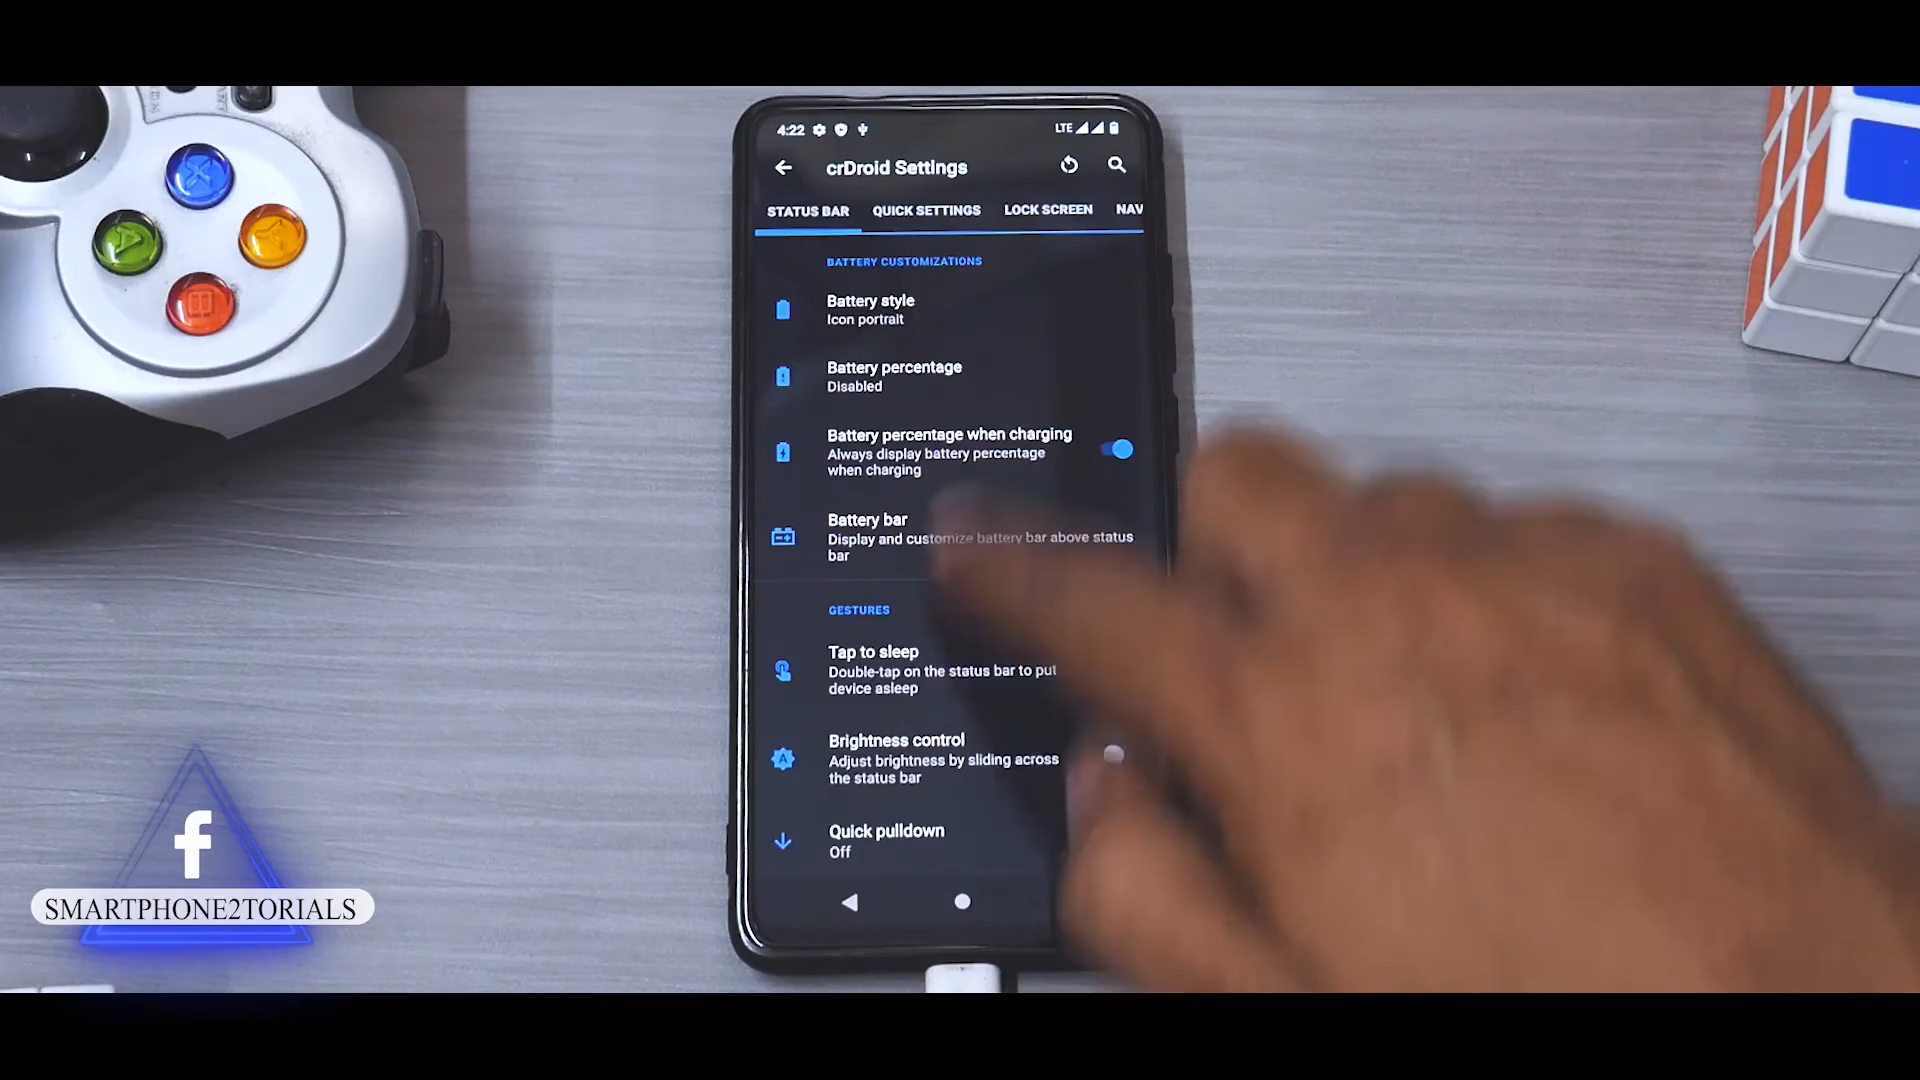 4:22
LTE
crDroid Settings
STATUS BAR
QUICK SETTINGS
LOCK SCREEN
NAV
BATTERY CUSTOMIZATIONS
Battery style
Icon portrait
Battery percentage
Disabled
Battery percentage when charging
Always display battery percentage
when charging
Battery bar
Display and customize battery bar above status
bar
GESTURES
Tap to sleep
Double-tap on the status bar to put
device asleep
Brightness control
Adjust brightness by sliding across
the status bar
Quick pulldown
Off
f
SMARTPHONE2TORIALS